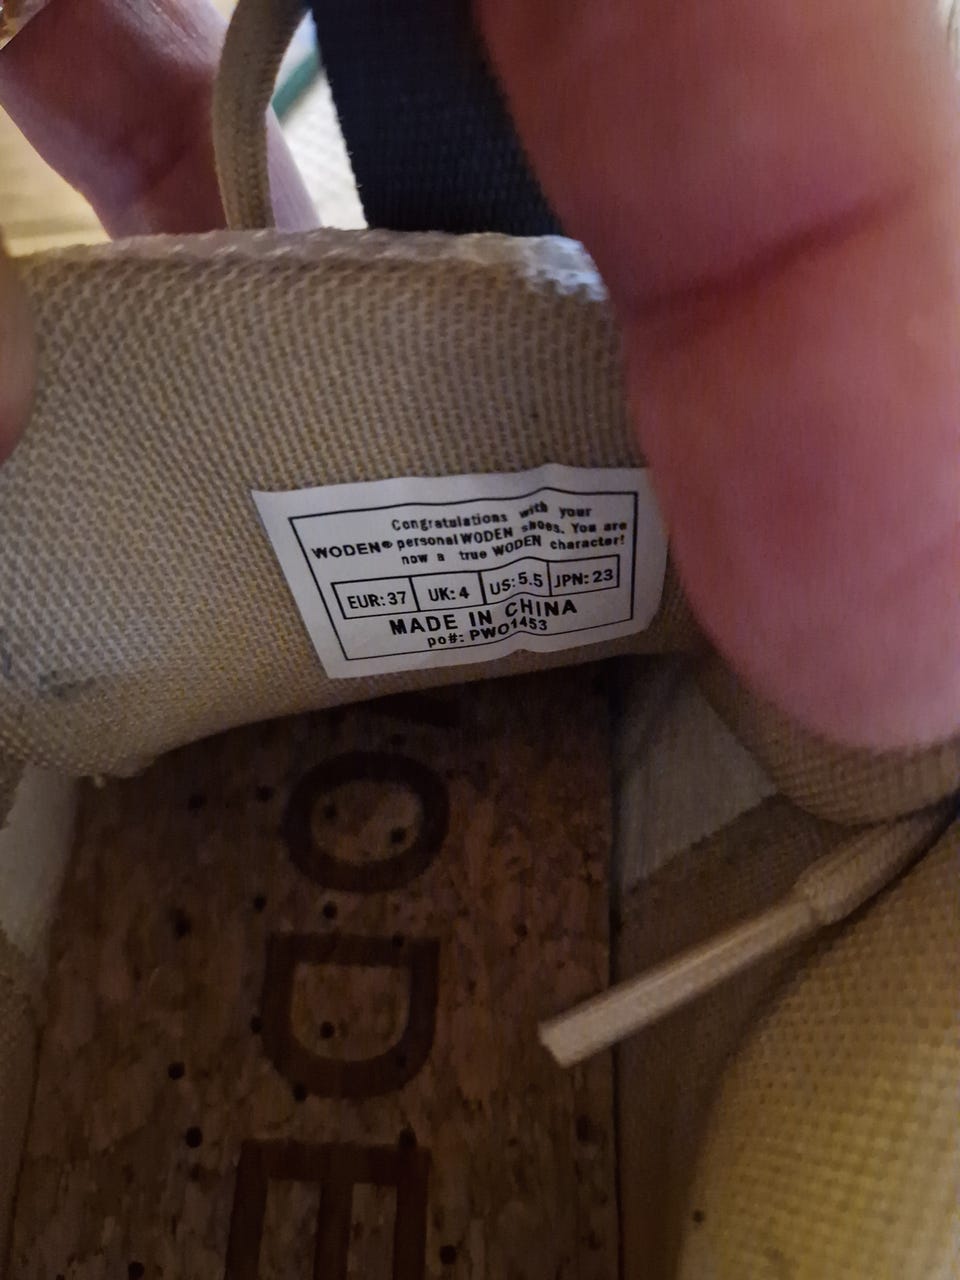 Congratulations with your
WODEN® personal WODEN shoes. You are
now a true WODEN character!
EUR: 37 UK: 4 US: 5.5 JPN: 23
MADE IN CHINA
po#: PWO1453
ODE